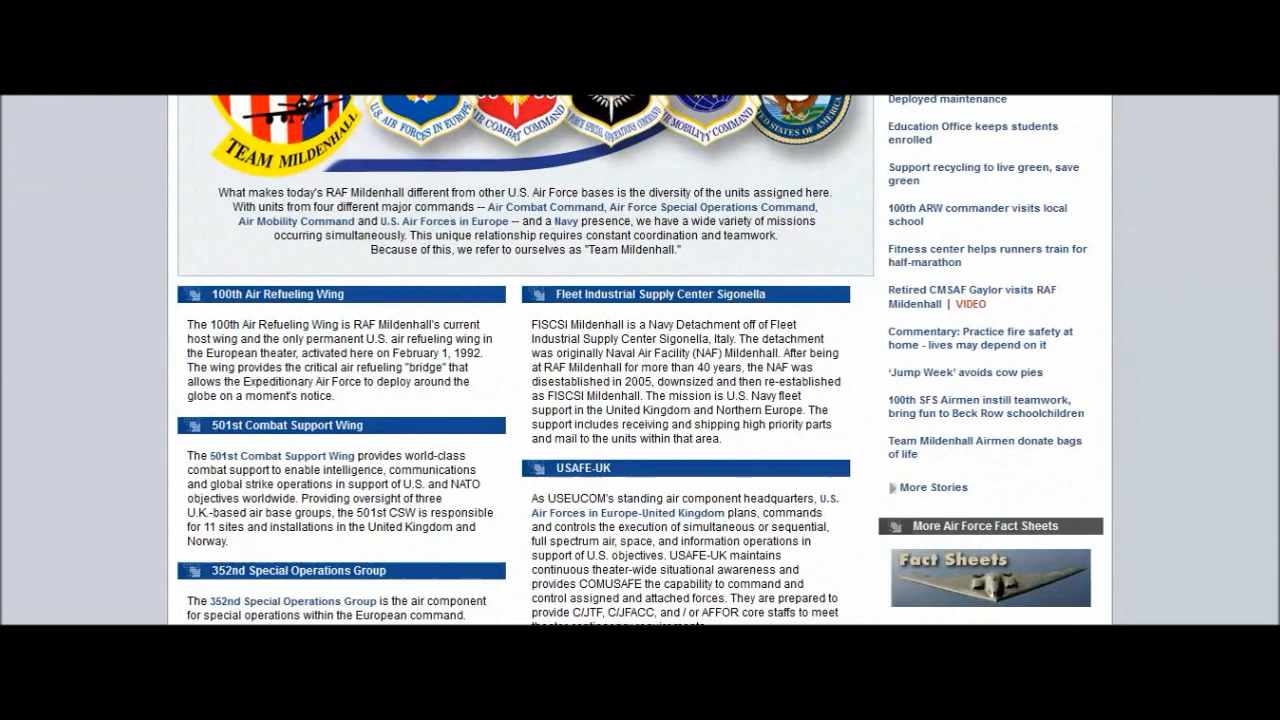 TEAM MILDENHALL
U.S. AIR FORCES IN EUROPE
AIR COMBAT COMMAND
FORCE SPECIAL OPERATIONS COMMAND
AIR MOBILITY COMMAND
UNITED STATES OF AMERICA
What makes today's RAF Mildenhall different from other U.S. Air Force bases is the diversity of the units assigned here.
With units from four different major commands -- Air Combat Command, Air Force Special Operations Command,
Air Mobility Command and U.S. Air Forces in Europe -- and a Navy presence, we have a wide variety of missions
occurring simultaneously. This unique relationship requires constant coordination and teamwork.
Because of this, we refer to ourselves as "Team Mildenhall."
100th Air Refueling Wing
The 100th Air Refueling Wing is RAF Mildenhall's current
host wing and the only permanent U.S. air refueling wing in
the European theater, activated here on February 1, 1992.
The wing provides the critical air refueling "bridge" that
allows the Expeditionary Air Force to deploy around the
globe on a moment's notice.
501st Combat Support Wing
The 501st Combat Support Wing provides world-class
combat support to enable intelligence, communications
and global strike operations in support of U.S. and NATO
objectives worldwide. Providing oversight of three
U.K.-based air base groups, the 501st CSW is responsible
for 11 sites and installations in the United Kingdom and
Norway.
352nd Special Operations Group
The 352nd Special Operations Group is the air component
for special operations within the European command.
Fleet Industrial Supply Center Sigonella
FISCSI Mildenhall is a Navy Detachment off of Fleet
Industrial Supply Center Sigonella, Italy. The detachment
was originally Naval Air Facility (NAF) Mildenhall. After being
at RAF Mildenhall for more than 40 years, the NAF was
disestablished in 2005, downsized and then re-established
as FISCSI Mildenhall. The mission is U.S. Navy fleet
support in the United Kingdom and Northern Europe. The
support includes receiving and shipping high priority parts
and mail to the units within that area.
USAFE-UK
As USEUCOM's standing air component headquarters, U.S.
Air Forces in Europe-United Kingdom plans, commands
and controls the execution of simultaneous or sequential,
full spectrum air, space, and information operations in
support of U.S. objectives. USAFE-UK maintains
continuous theater-wide situational awareness and
provides COMUSAFE the capability to command and
control assigned and attached forces. They are prepared to
provide C/JTF, C/JFACC, and / or AFFOR core staffs to meet
Deployed maintenance
Education Office keeps students
enrolled
Support recycling to live green, save
green
100th ARW commander visits local
school
Fitness center helps runners train for
half-marathon
Retired CMSAF Gaylor visits RAF
Mildenhall | VIDEO
Commentary: Practice fire safety at
home - lives may depend on it
‘Jump Week’ avoids cow pies
100th SFS Airmen instill teamwork,
bring fun to Beck Row schoolchildren
Team Mildenhall Airmen donate bags
of life
More Stories
More Air Force Fact Sheets
Fact Sheets